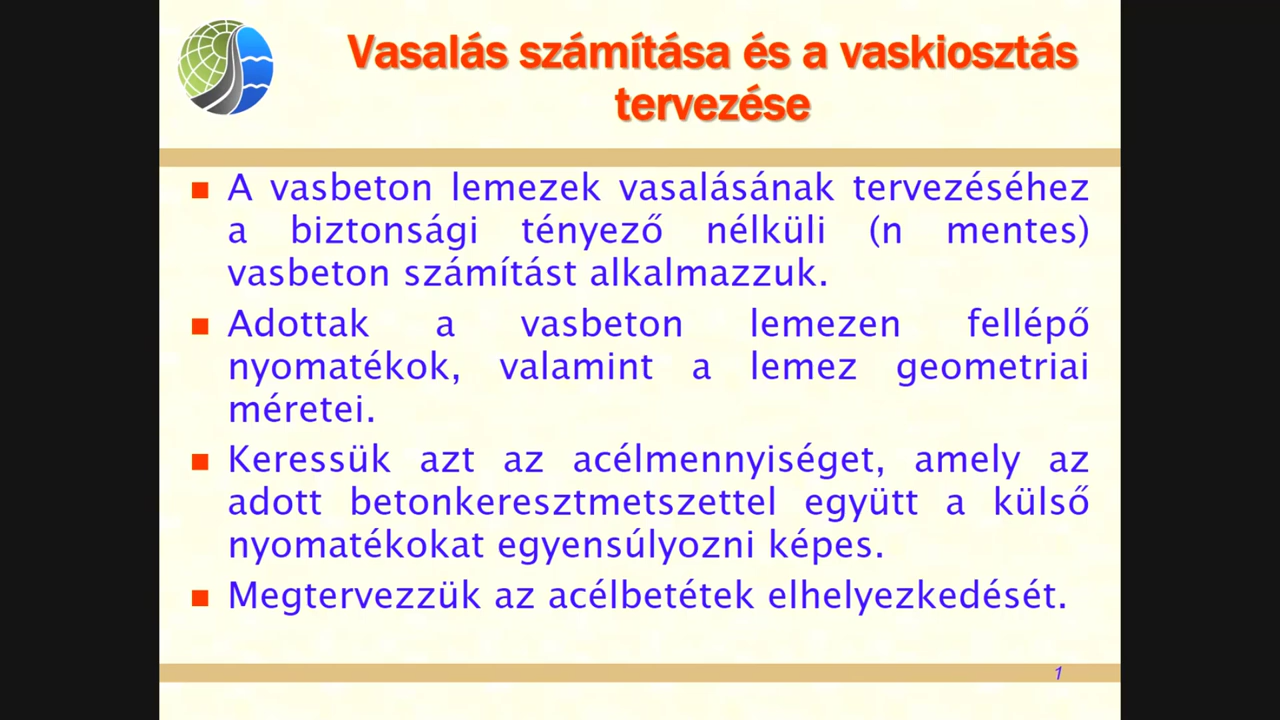 Vasalás számítása és a vaskiosztás
tervezése
A vasbeton lemezek vasalásának tervezéséhez
a biztonsági tényező nélküli (n mentes)
vasbeton számítást alkalmazzuk.
Adottak a vasbeton lemezen fellépő
nyomatékok, valamint a lemez geometriai
méretei.
Keressük azt az acélmennyiséget, amely az
adott betonkeresztmetszettel együtt a külső
nyomatékokat egyensúlyozni képes.
Megtervezzük az acélbetétek elhelyezkedését.
1